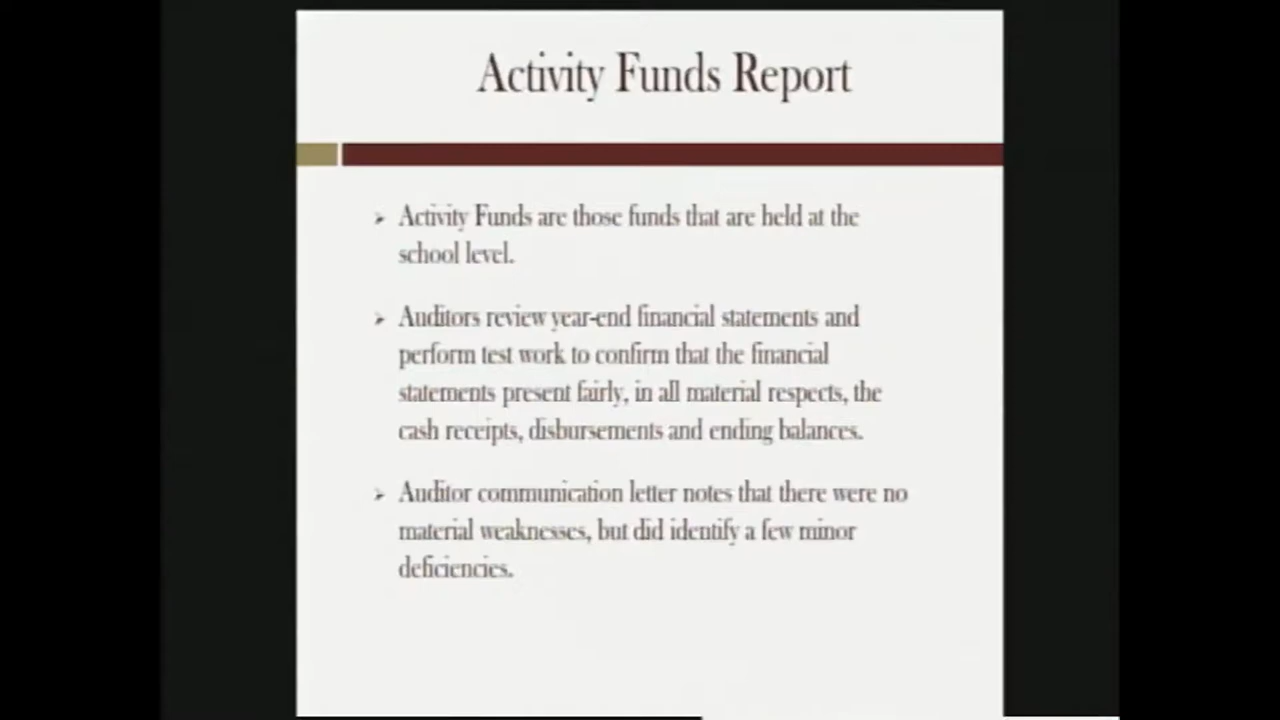 Activity Funds Report
Activity Funds are those funds that are held at the
school level.
Auditors review year-end financial statements and
perform test work to confirm that the financial
statements present fairly, in all material respects, the
cash receipts, disbursements and ending balances.
Auditor communication letter notes that there were no
material weaknesses, but did identify a few minor
deficiencies.